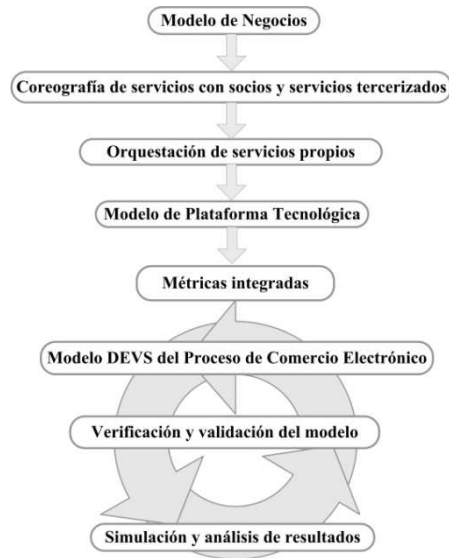 Modelo de Negocios
Coreografía de servicios con socios y servicios tercerizados
Orquestación de servicios propios
Modelo de Plataforma Tecnológica
Métricas integradas
Modelo DEVS del Proceso de Comercio Electrónico
Verificación y validación del modelo
Simulación y análisis de resultados